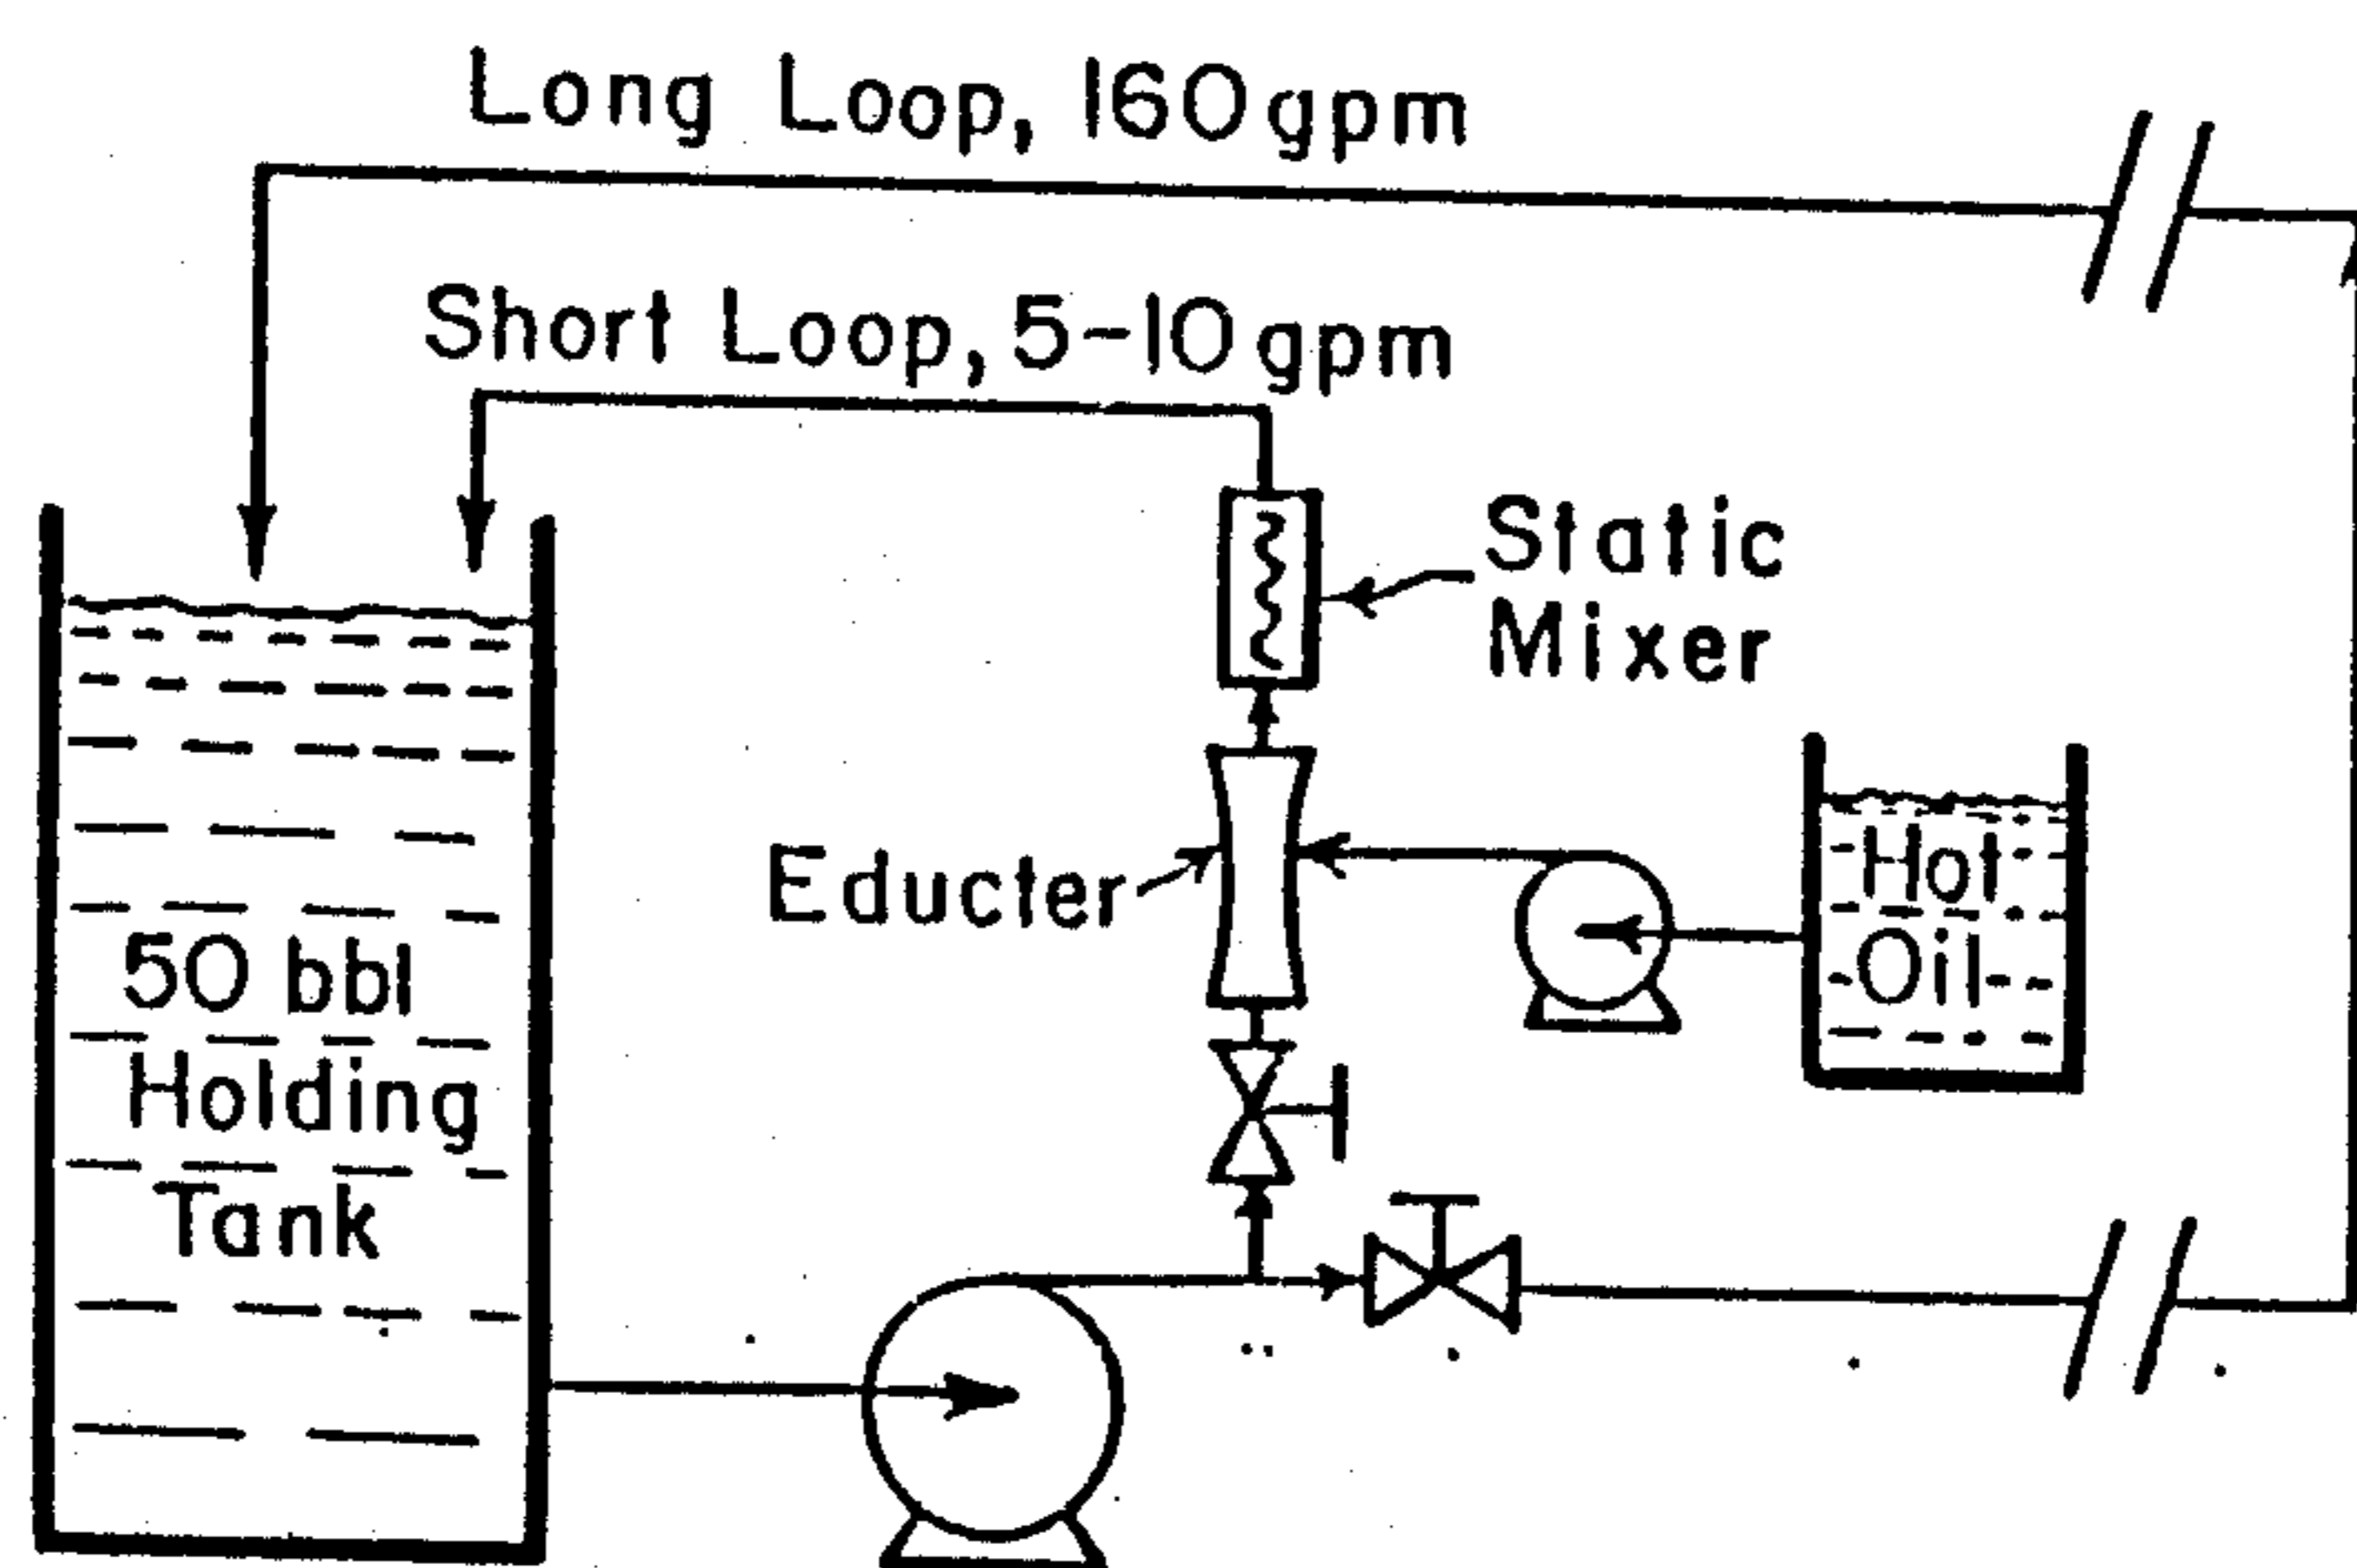 Long Loop, 160 gpm
Short Loop, 5-10 gpm
Static
Mixer
Educter
Hot
Oil
50 bbl
Holding
Tank